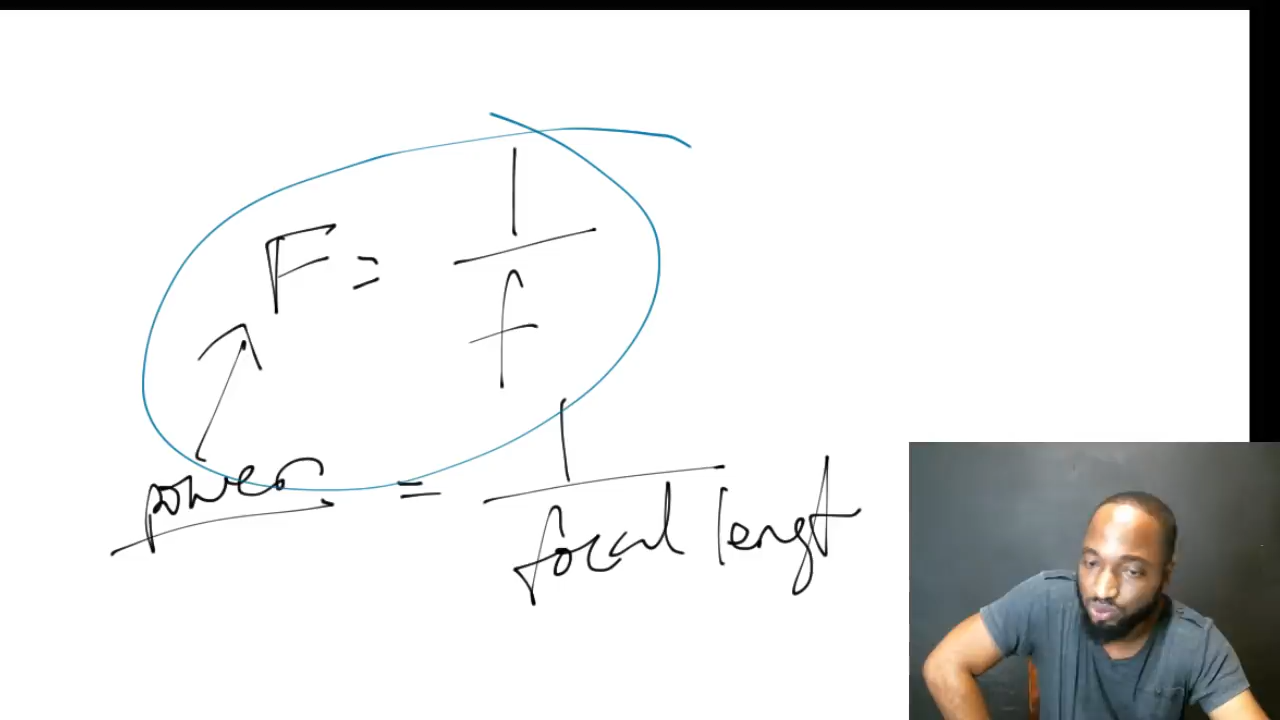 F = 1/f
power = 1/focal lengt